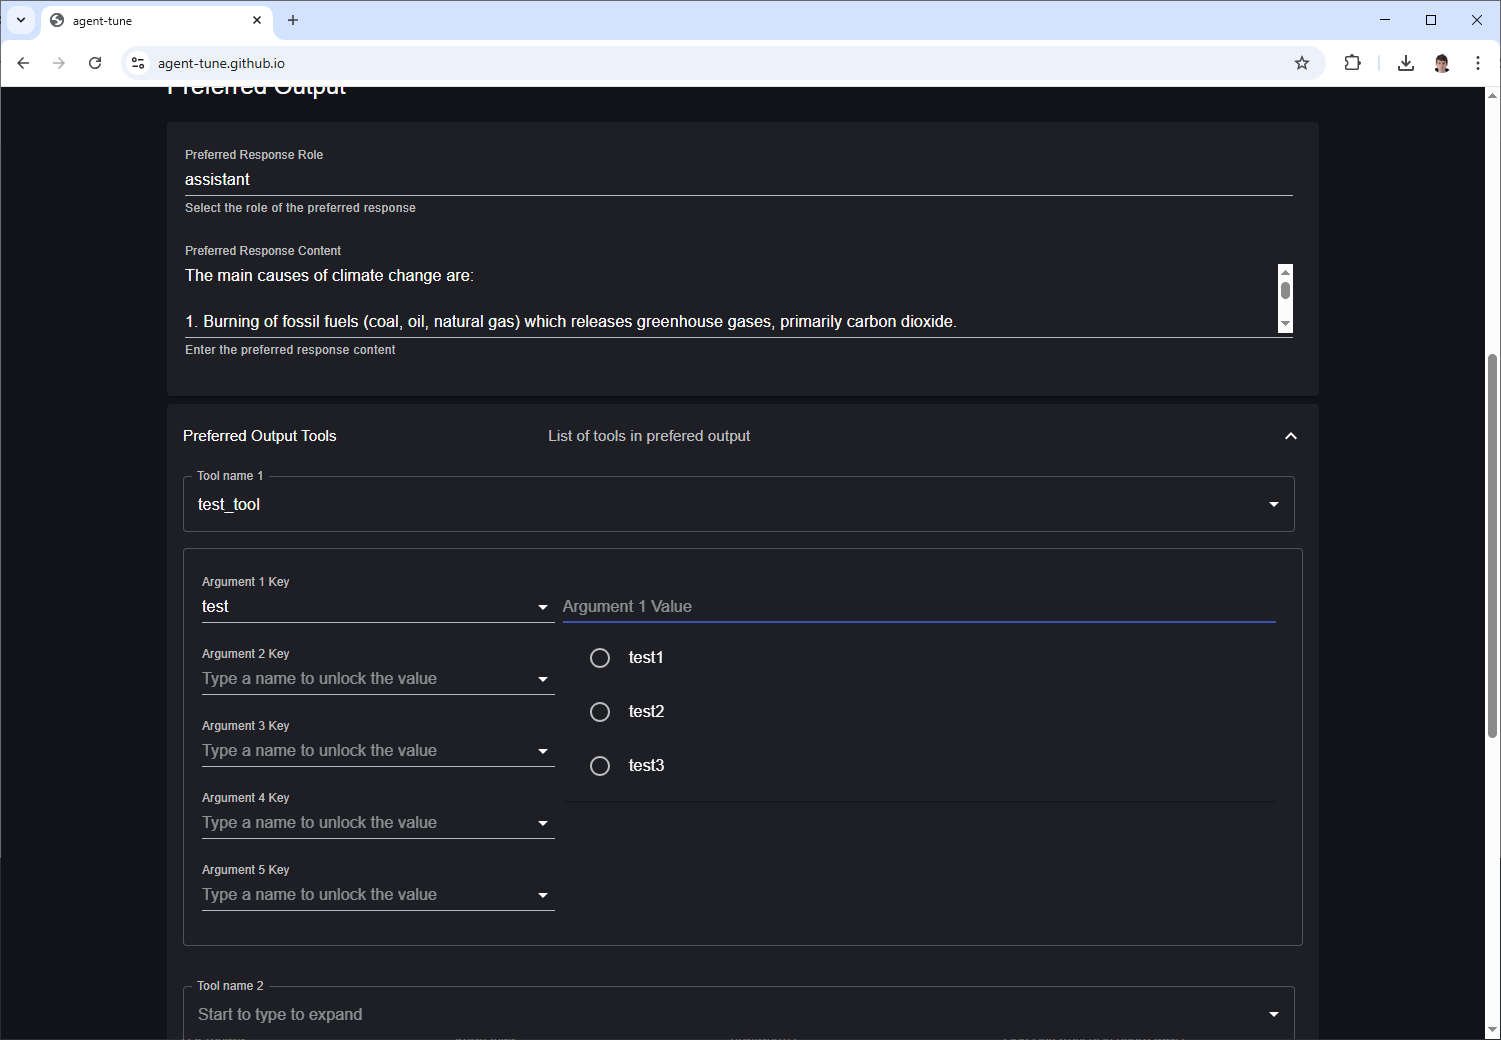 agent-tune
agent-tune.github.io
Preferred Output
Preferred Response Role
assistant
Select the role of the preferred response
Preferred Response Content
The main causes of climate change are:
1. Burning of fossil fuels (coal, oil, natural gas) which releases greenhouse gases, primarily carbon dioxide.
Enter the preferred response content
Preferred Output Tools
List of tools in prefered output
Tool name 1
test_tool
Argument 1 Key
test
Argument 1 Value
test1
test2
test3
Argument 2 Key
Type a name to unlock the value
Argument 3 Key
Type a name to unlock the value
Argument 4 Key
Type a name to unlock the value
Argument 5 Key
Type a name to unlock the value
Tool name 2
Start to type to expand